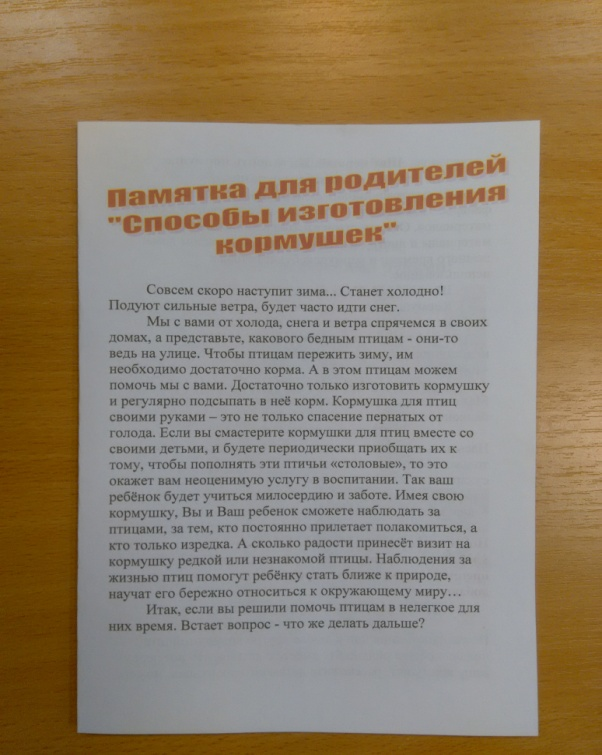 Памятка для родителей
"Способы изготовления
кормушек"
Совсем скоро наступит зима... Станет холодно!
Подуют сильные ветра, будет часто идти снег.
Мы с вами от холода, снега и ветра спрячемся в своих
домах, а представьте, какового бедным птицам - они-то
ведь на улице. Чтобы птицам пережить зиму, им
необходимо достаточно корма. А в этом птицам можем
помочь мы с вами. Достаточно только изготовить кормушку
и регулярно подсыпать в неё корм. Кормушка для птиц
своими руками – это не только спасение пернатых от
голода. Если вы смастерите кормушки для птиц вместе со
своими детьми, и будете периодически приобщать их к
тому, чтобы пополнять эти птичьи «столовые», то это
окажет вам неоценимую услугу в воспитании. Так ваш
ребёнок будет учиться милосердию и заботе. Имея свою
кормушку, Вы и Ваш ребенок сможете наблюдать за
птицами, за тем, кто постоянно прилетает полакомиться, а
кто только изредка. А сколько радости принесёт визит на
кормушку редкой или незнакомой птицы. Наблюдения за
жизнью птиц помогут ребёнку стать ближе к природе,
научат его бережно относиться к окружающему миру…
Итак, если вы решили помочь птицам в нелегкое для
них время. Встает вопрос - что же делать дальше?